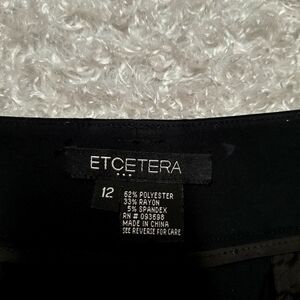 ETCETERA
12
62% POLYESTER
33% RAYON
5% SPANDEX
RN # 093698
MADE IN CHINA
SEE REVERSE FOR CARE